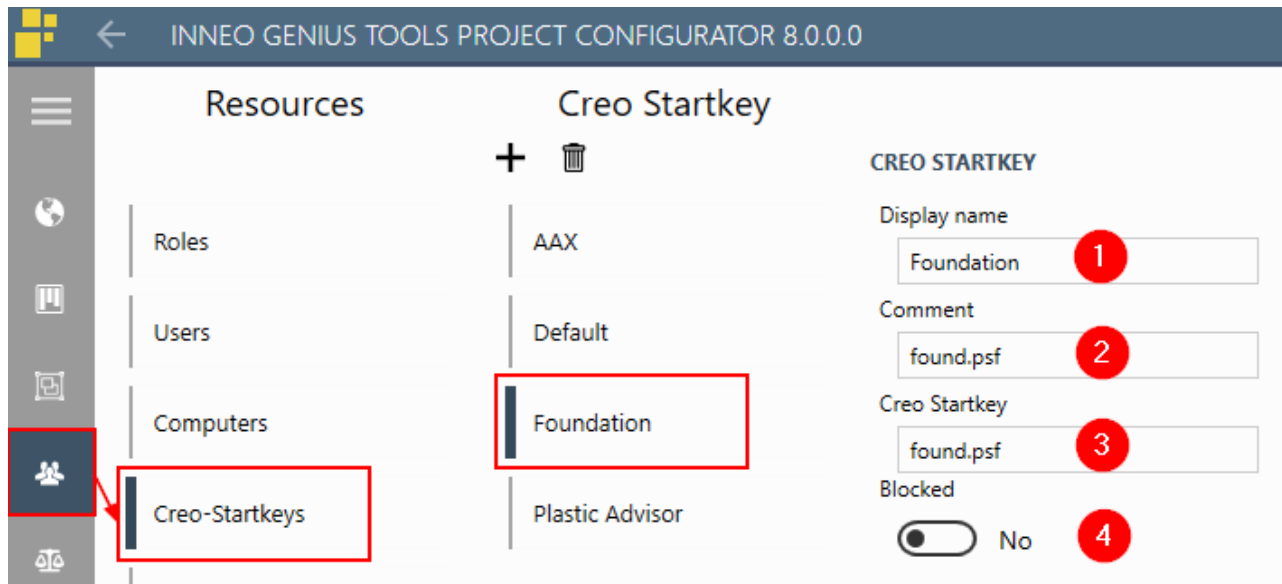 INNEO GENIUS TOOLS PROJECT CONFIGURATOR 8.0.0.0
Resources
Roles
Users
Computers
Creo-Startkeys
Creo Startkey
AAX
Default
Foundation
Plastic Advisor
CREO STARTKEY
Display name
Foundation 1
Comment
found.psf 2
Creo Startkey
found.psf 3
Blocked
No 4